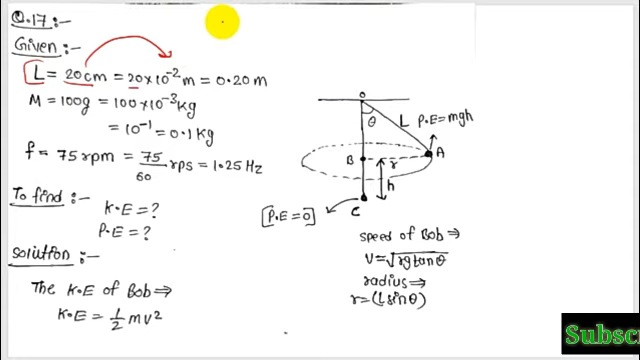 Q.17:-
Given:-
L = 20cm = 20×10⁻² m = 0.20 m
M = 100g = 100×10⁻³ kg
= 10⁻¹ = 0.1 kg
f = 75 rpm = 75/60 rps = 1.25 Hz
To find:-
K.E = ?
P.E = ?
Solution:-
The K.E of Bob ⇒
K.E = 1/2 mv²
O
θ
L
P.E = mgh
A
B
r
h
C
[P.E = 0]
speed of Bob ⇒
V = √rg tanθ
radius ⇒
r = (L sinθ)
Subsc